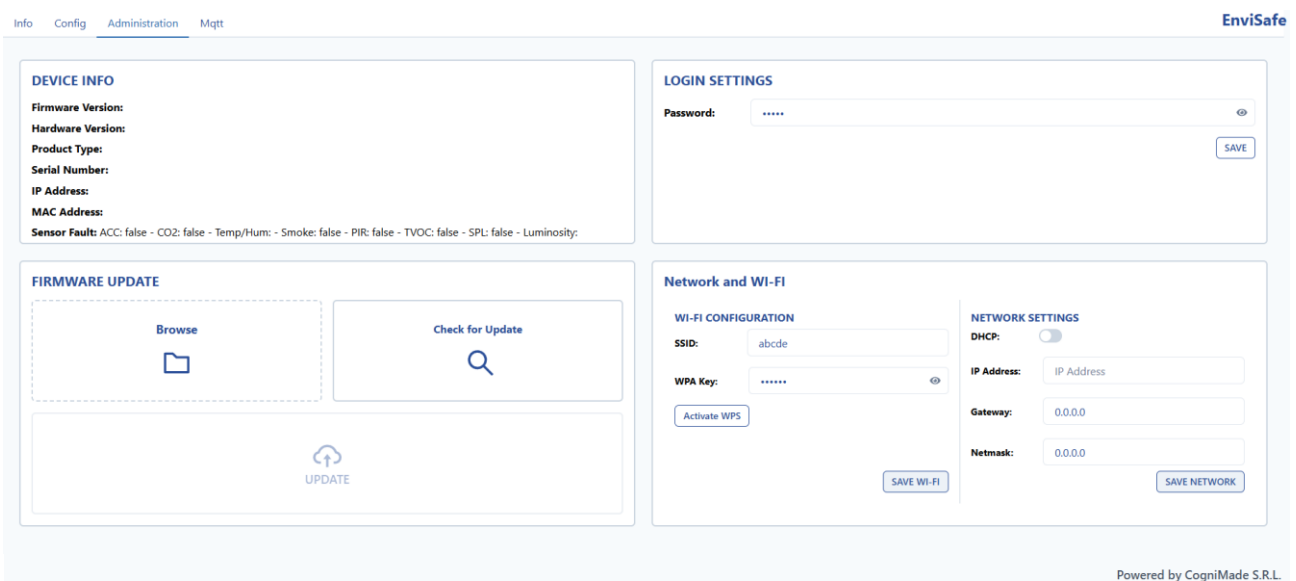 Info Config Administration Mqtt
EnviSafe
DEVICE INFO
Firmware Version:
Hardware Version:
Product Type:
Serial Number:
IP Address:
MAC Address:
Sensor Fault: ACC: false - CO2: false - Temp/Hum: - Smoke: false - PIR: false - TVOC: false - SPL: false - Luminosity:
LOGIN SETTINGS
Password: •••••
SAVE
FIRMWARE UPDATE
Browse
Check for Update
UPDATE
Network and WI-FI
WI-FI CONFIGURATION
SSID: abcde
WPA Key: ••••••
Activate WPS
SAVE WI-FI
NETWORK SETTINGS
DHCP:
IP Address: IP Address
Gateway: 0.0.0.0
Netmask: 0.0.0.0
SAVE NETWORK
Powered by CogniMade S.R.L.